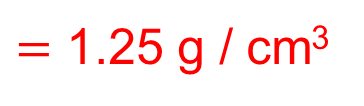 = 1.25 g / cm³